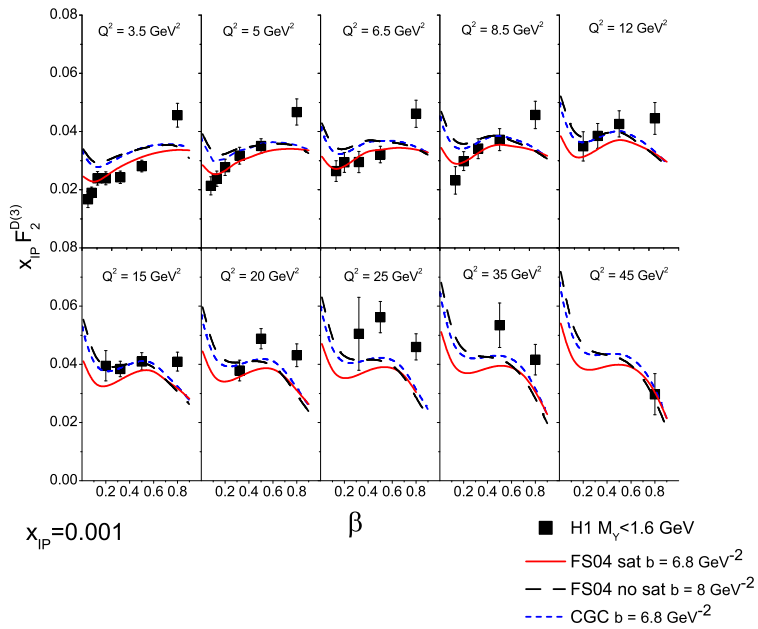 Q² = 3.5 GeV² Q² = 5 GeV² Q² = 6.5 GeV² Q² = 8.5 GeV² Q² = 12 GeV²
0.08
0.06
0.04
0.02
0.08
x_IP F₂^D(3)
Q² = 15 GeV² Q² = 20 GeV² Q² = 25 GeV² Q² = 35 GeV² Q² = 45 GeV²
0.06
0.04
0.02
0.00
0.2 0.4 0.6 0.8 0.2 0.4 0.6 0.8 0.2 0.4 0.6 0.8 0.2 0.4 0.6 0.8 0.2 0.4 0.6 0.8
x_IP=0.001
β
H1 M_Y<1.6 GeV
FS04 sat b = 6.8 GeV⁻²
FS04 no sat b = 8 GeV⁻²
CGC b = 6.8 GeV⁻²